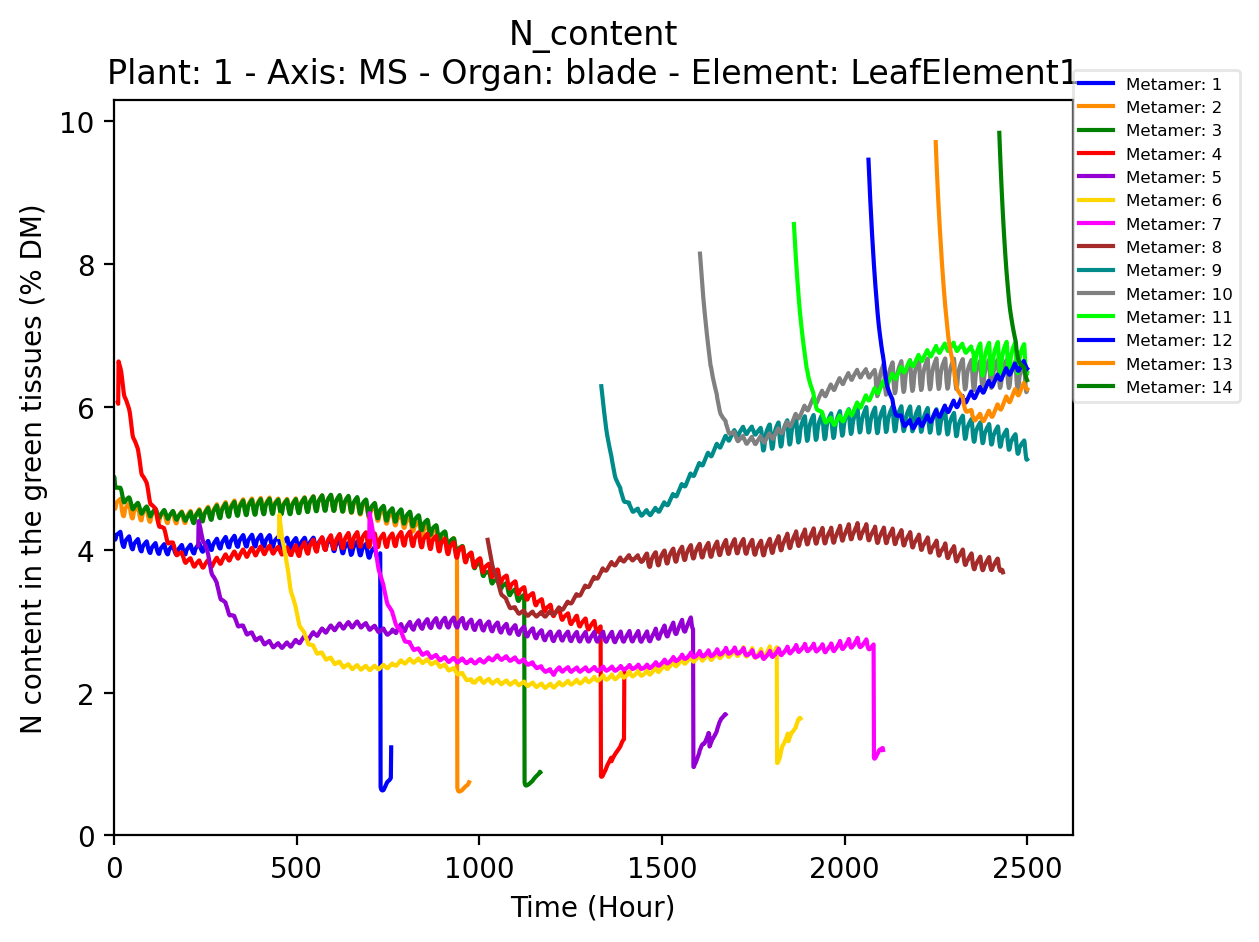 N_content
Plant: 1 - Axis: MS - Organ: blade - Element: LeafElement1
Metamer: 1
Metamer: 2
Metamer: 3
Metamer: 4
Metamer: 5
Metamer: 6
Metamer: 7
Metamer: 8
Metamer: 9
Metamer: 10
Metamer: 11
Metamer: 12
Metamer: 13
Metamer: 14
N content in the green tissues (% DM)
10
8
6
4
2
0
0
500
1000
1500
2000
2500
Time (Hour)